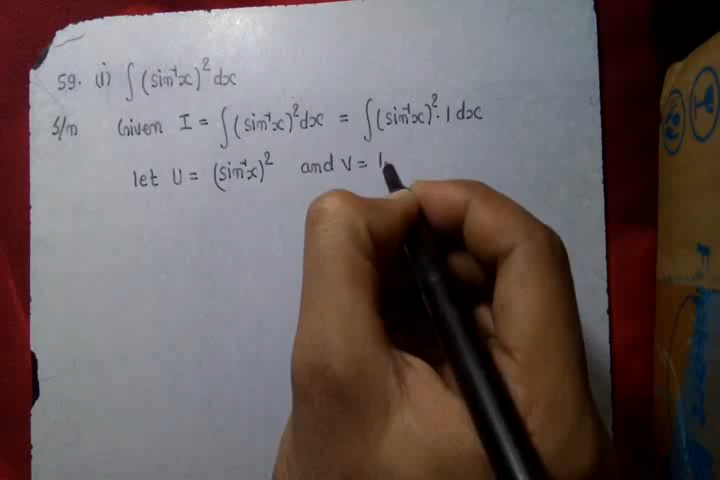 59. (i) ∫(sin⁻¹x)² dx
S/n Given I = ∫(sin⁻¹x)² dx = ∫(sin⁻¹x)² · 1 dx
let U = (sin⁻¹x)² and V = 1